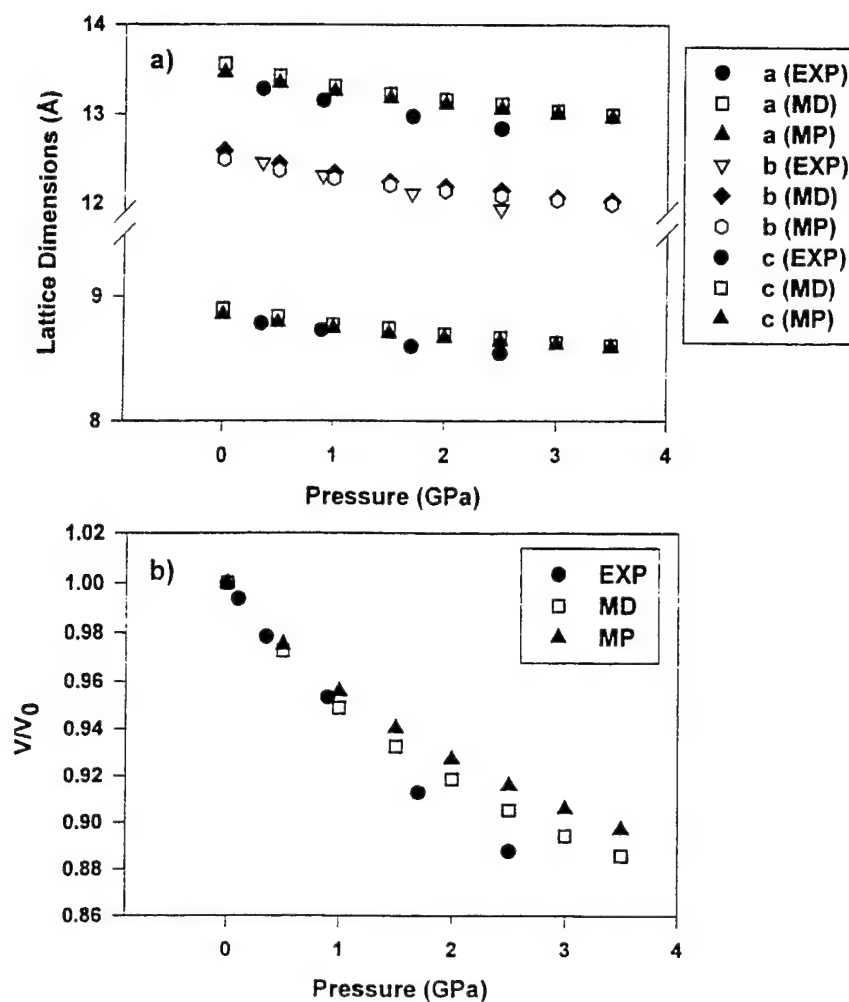 a)
Lattice Dimensions (Å)
14
13
12
9
8
0 1 2 3 4
Pressure (GPa)
a (EXP)
a (MD)
a (MP)
b (EXP)
b (MD)
b (MP)
c (EXP)
c (MD)
c (MP)
b)
V/V0
1.02
1.00
0.98
0.96
0.94
0.92
0.90
0.88
0.86
0 1 2 3 4
Pressure (GPa)
EXP
MD
MP